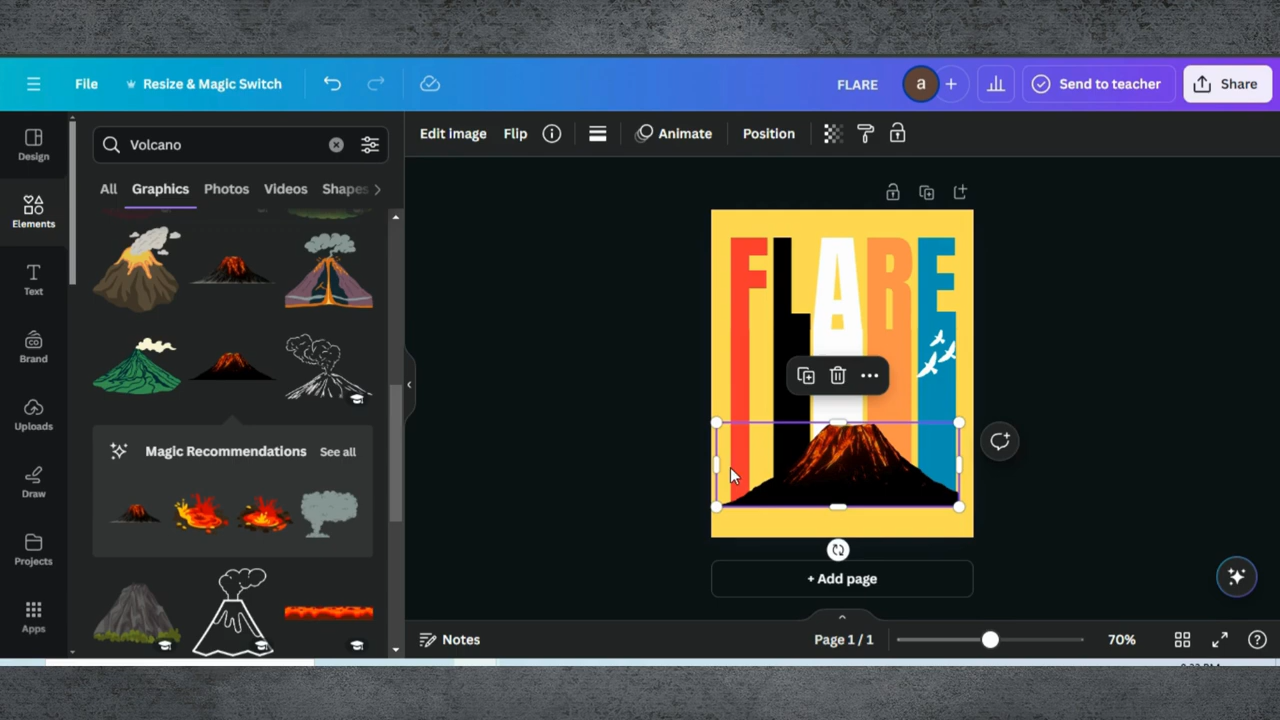 File
Resize & Magic Switch
FLARE
a
+
Send to teacher
Share
Design
Elements
Text
Brand
Uploads
Draw
Projects
Apps
Volcano
All
Graphics
Photos
Videos
Shapes
Magic Recommendations
See all
Edit image
Flip
Animate
Position
FLARE
+ Add page
Notes
Page 1 / 1
70%